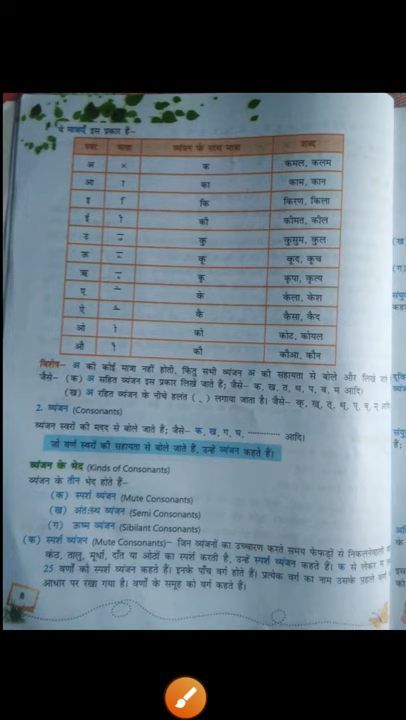 ये मात्राएँ इस प्रकार हैं–
स्वर मात्रा व्यंजन के साथ मात्रा शब्द
अ × क कमल, कलम
आ ा का काम, कान
इ ि कि किरण, किला
ई ी की कीमत, कील
उ ु कु कुसुम, कुल
ऊ ू कू कूद, कूच
ऋ ृ कृ कृपा, कृत्य
ए े के केला, केश
ऐ ै कै कैसा, कैद
ओ ो को कोट, कोयल
औ ौ कौ कौआ, कौन
विशेष– अ की कोई मात्रा नहीं होती, किंतु सभी व्यंजन अ की सहायता से बोले और लिखे जाते
जैसे– (क) अ सहित व्यंजन इस प्रकार लिखे जाते हैं; जैसे– क, ख, त, थ, प, ब, म आदि।
(ख) अ रहित व्यंजन के नीचे हलंत ( ् ) लगाया जाता है। जैसे– क्, ख्, त्, थ्, प्, ब्, म् आदि
2. व्यंजन (Consonants)
व्यंजन स्वरों की मदद से बोले जाते हैं; जैसे– क, ख, ग, घ, ............ आदि।
जो वर्ण स्वरों की सहायता से बोले जाते हैं, उन्हें व्यंजन कहते हैं।
व्यंजन के भेद (Kinds of Consonants)
व्यंजन के तीन भेद होते हैं–
(क) स्पर्श व्यंजन (Mute Consonants)
(ख) अंतःस्थ व्यंजन (Semi Consonants)
(ग) ऊष्म व्यंजन (Sibilant Consonants)
(क) स्पर्श व्यंजन (Mute Consonants)– जिन व्यंजनों का उच्चारण करते समय फेफड़ों से निकलनेवाली
कंठ, तालु, मूर्धा, दाँत या ओठों का स्पर्श करती है, उन्हें स्पर्श व्यंजन कहते हैं। क से लेकर म
25 वर्णों को स्पर्श व्यंजन कहते हैं। इनके पाँच वर्ग होते हैं। प्रत्येक वर्ग का नाम उसके पहले वर्ण
आधार पर रखा गया है। वर्णों के समूह को वर्ग कहते हैं।
8
(ख
(ग)